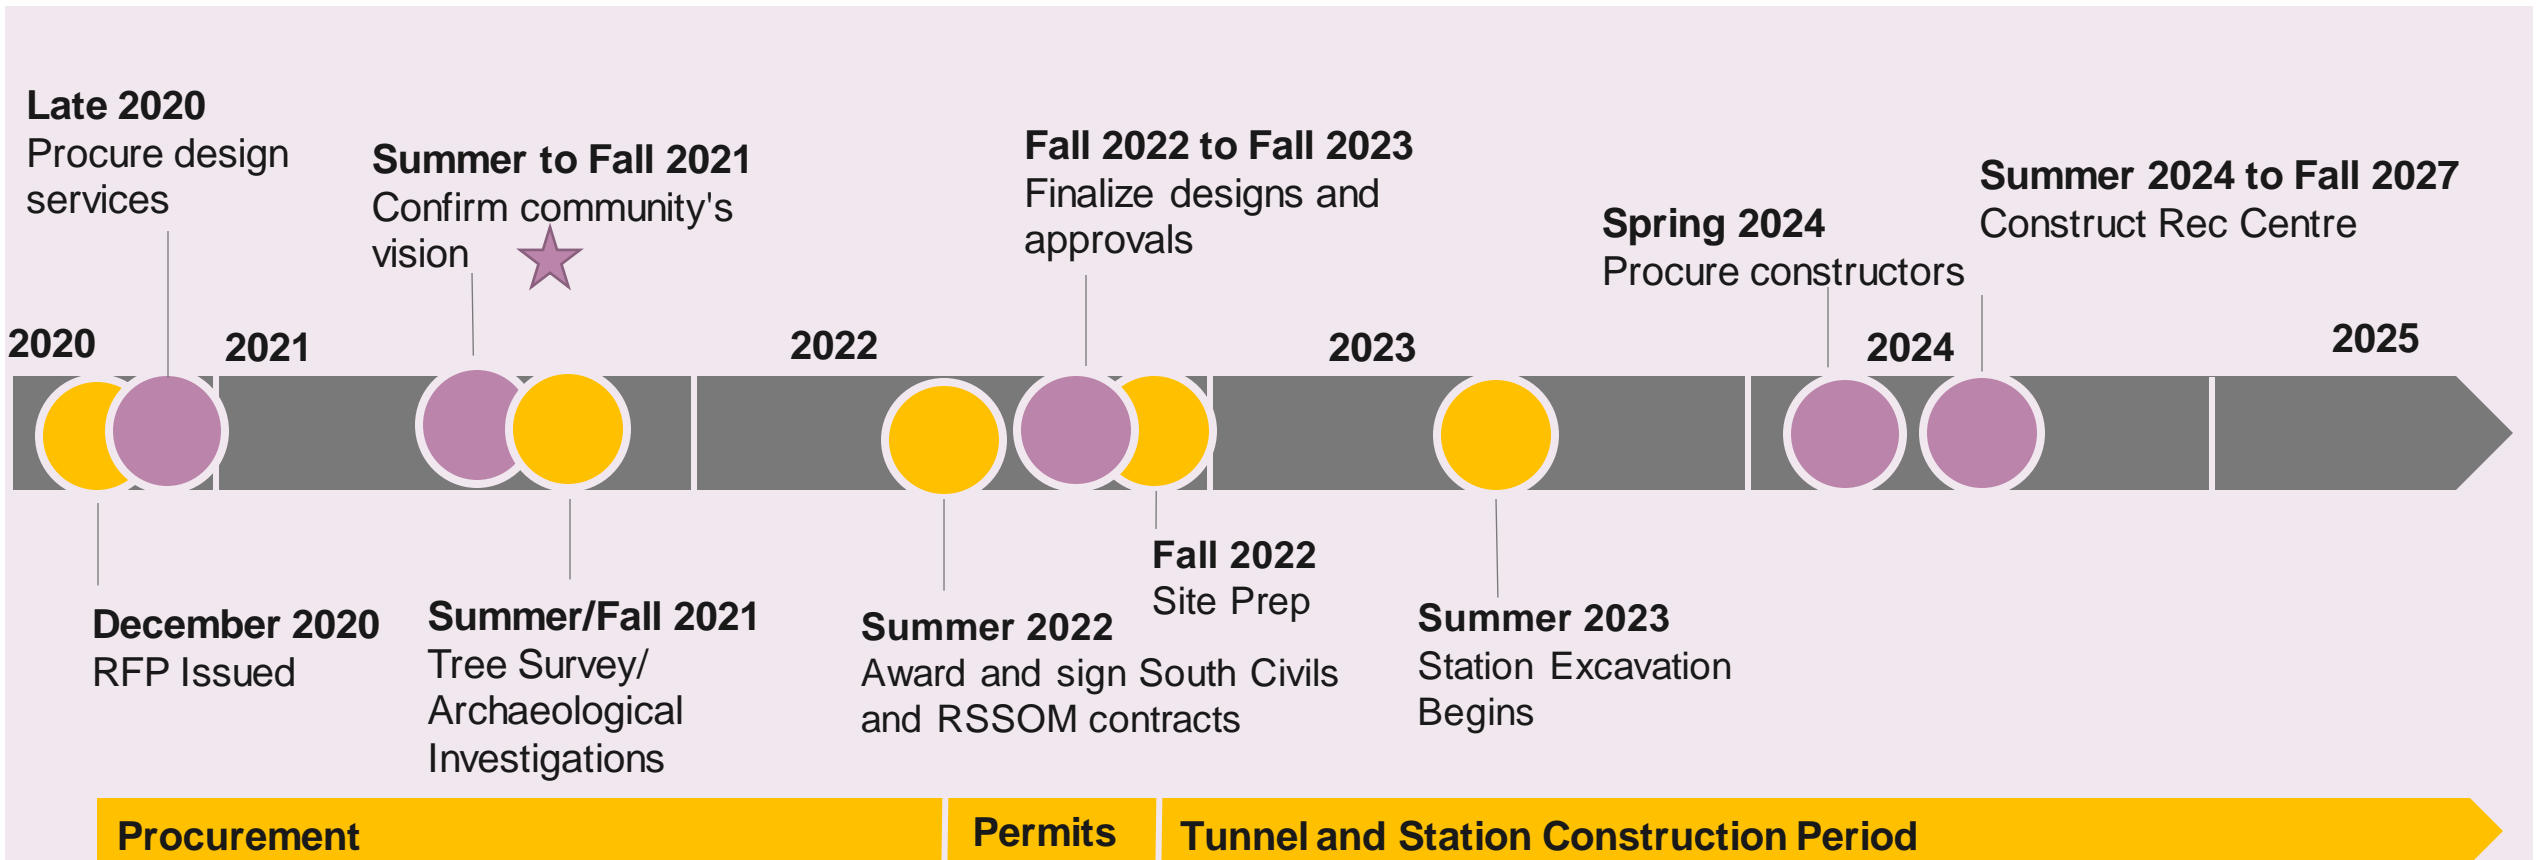 Late 2020
Procure design
services
Summer to Fall 2021
Confirm community's
vision
Fall 2022 to Fall 2023
Finalize designs and
approvals
Spring 2024
Procure constructors
Summer 2024 to Fall 2027
Construct Rec Centre
2020
2021
2022
2023
2024
2025
December 2020
RFP Issued
Summer/Fall 2021
Tree Survey/
Archaeological
Investigations
Summer 2022
Award and sign South Civils
and RSSOM contracts
Fall 2022
Site Prep
Summer 2023
Station Excavation
Begins
Procurement
Permits
Tunnel and Station Construction Period